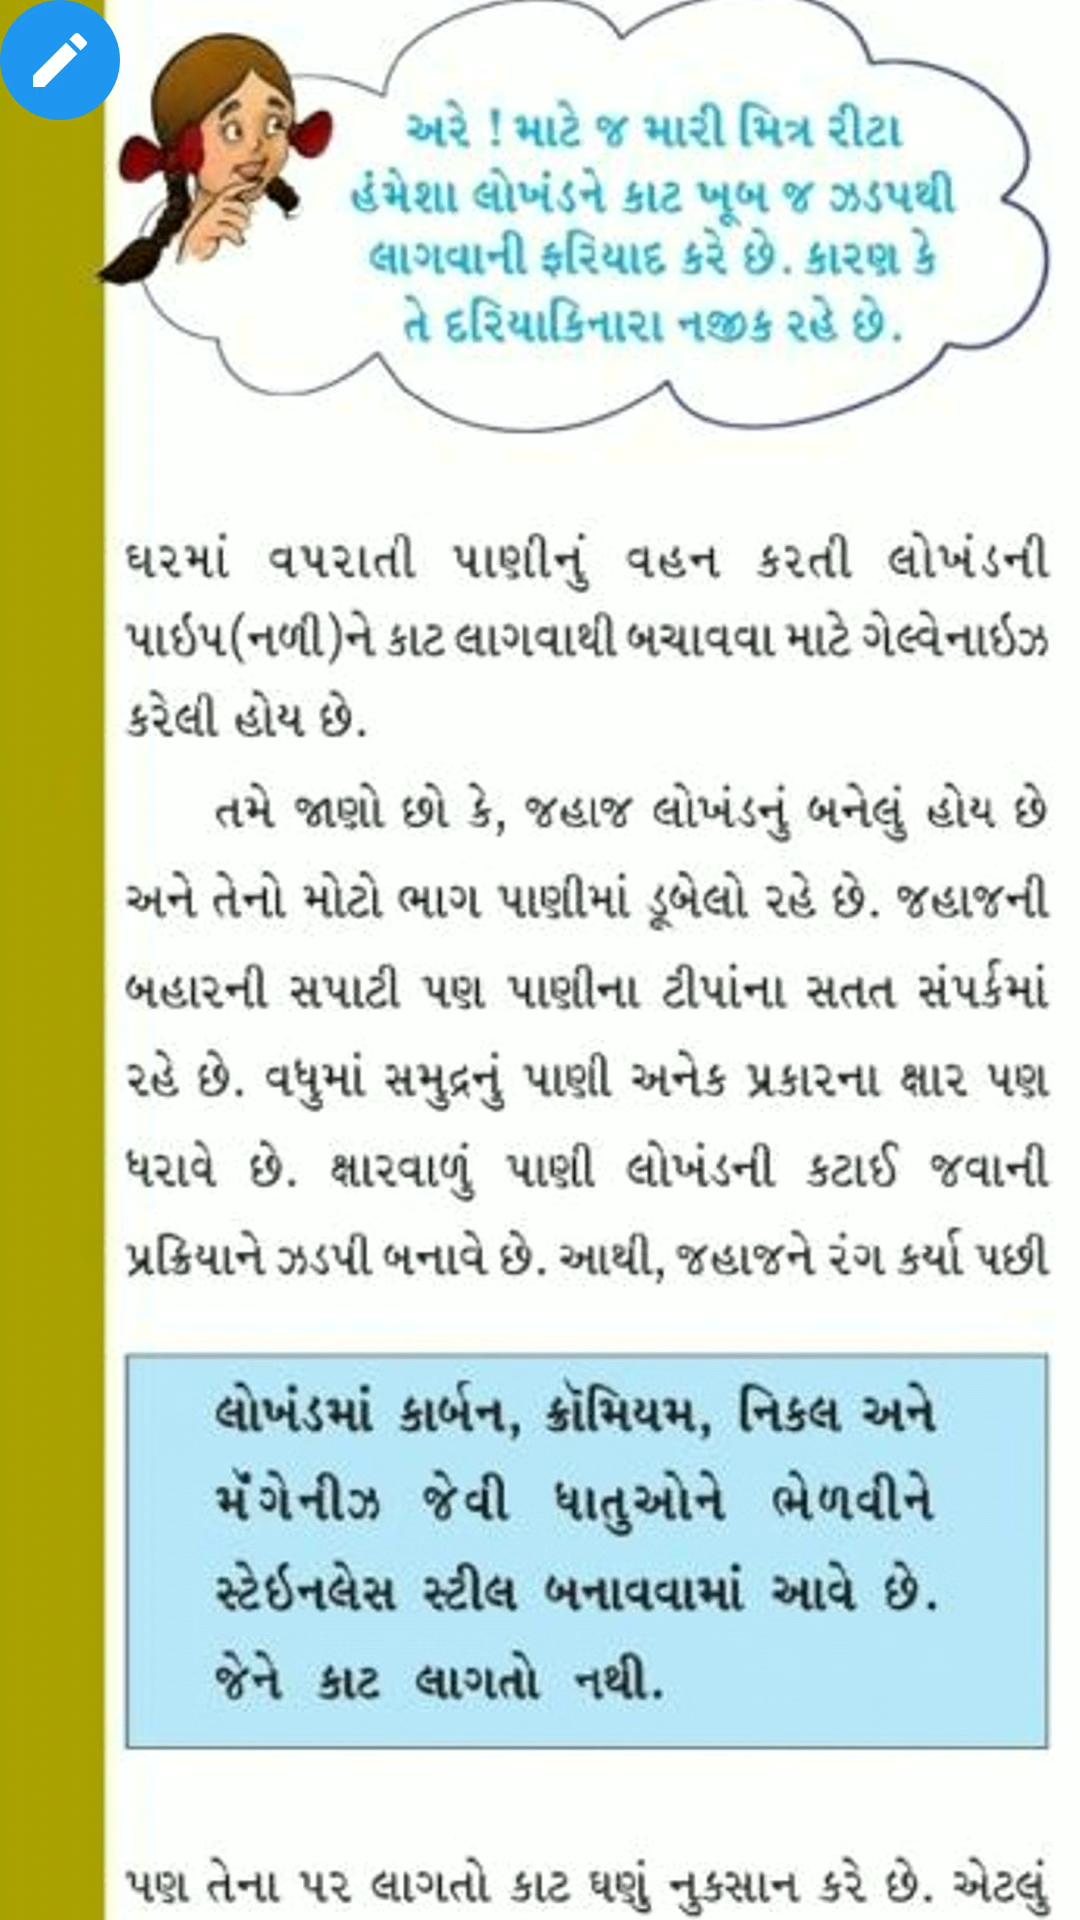 અરે ! માટે જ મારી મિત્ર રીટા
હંમેશા લોખંડને કાટ ખૂબ જ ઝડપથી
લાગવાની ફરિયાદ કરે છે. કારણ કે
તે દરિયાકિનારા નજીક રહે છે.
ઘરમાં વપરાતી પાણીનું વહન કરતી લોખંડની
પાઇપ(નળી)ને કાટ લાગવાથી બચાવવા માટે ગેલ્વેનાઇઝ
કરેલી હોય છે.
તમે જાણો છો કે, જહાજ લોખંડનું બનેલું હોય છે
અને તેનો મોટો ભાગ પાણીમાં ડૂબેલો રહે છે. જહાજની
બહારની સપાટી પણ પાણીના ટીપાંના સતત સંપર્કમાં
રહે છે. વધુમાં સમુદ્રનું પાણી અનેક પ્રકારના ક્ષાર પણ
ધરાવે છે. ક્ષારવાળું પાણી લોખંડની કટાઈ જવાની
પ્રક્રિયાને ઝડપી બનાવે છે. આથી, જહાજને રંગ કર્યા પછી
લોખંડમાં કાર્બન, ક્રૉમિયમ, નિકલ અને
મૅંગેનીઝ જેવી ધાતુઓને ભેળવીને
સ્ટેઇનલેસ સ્ટીલ બનાવવામાં આવે છે.
જેને કાટ લાગતો નથી.
પણ તેના પર લાગતો કાટ ઘણું નુકસાન કરે છે. એટલું